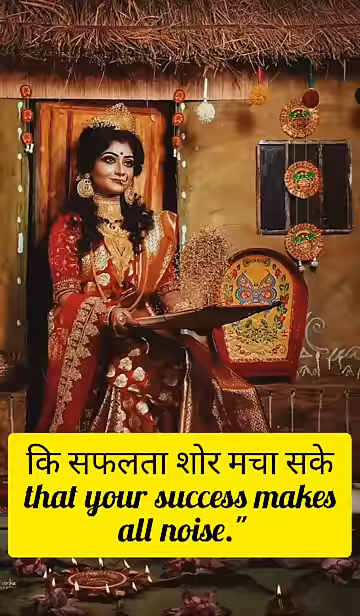 कि सफलता शोर मचा सके
that your success makes
all noise."